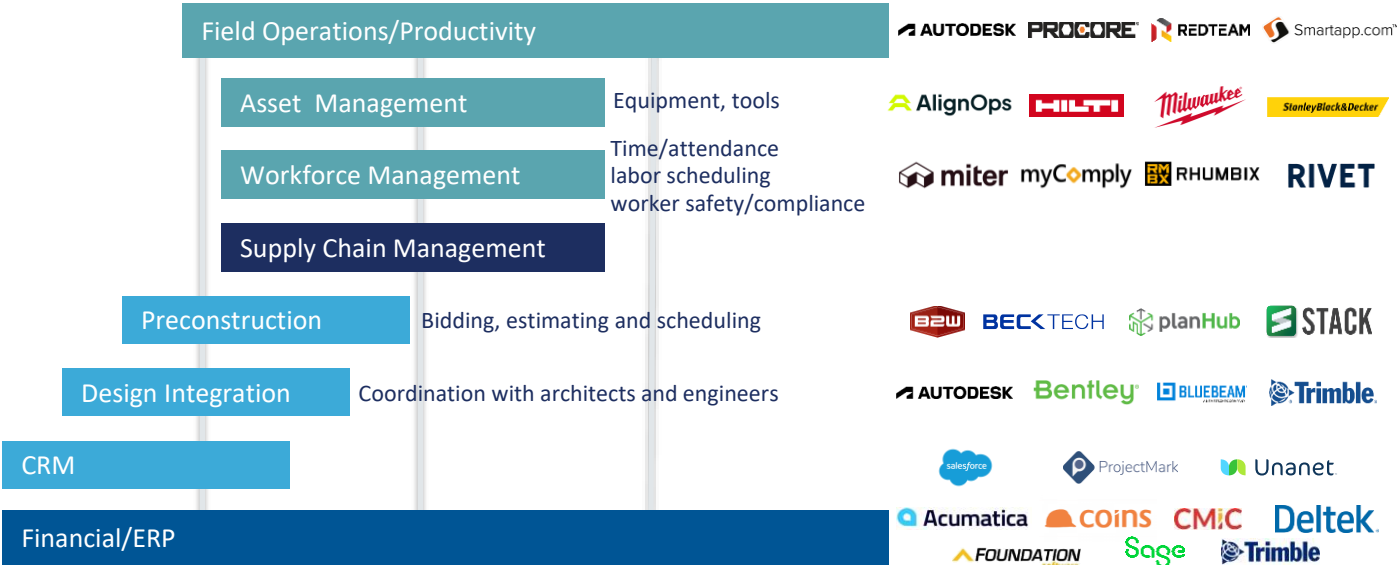 Field Operations/Productivity
AUTODESK PROCORE REDTEAM Smartapp.com™
Asset Management
Equipment, tools
AlignOps HILTI Milwaukee StanleyBlack&Decker
Workforce Management
Time/attendance
labor scheduling
worker safety/compliance
miter myComply RMBX RHUMBIX RIVET
Supply Chain Management
Preconstruction
Bidding, estimating and scheduling
B2W BECKTECH planHub STACK
Design Integration
Coordination with architects and engineers
AUTODESK Bentley® BLUEBEAM Trimble
CRM
salesforce ProjectMark Unanet
Financial/ERP
Acumatica COINS CMiC Deltek
FOUNDATION Sage Trimble